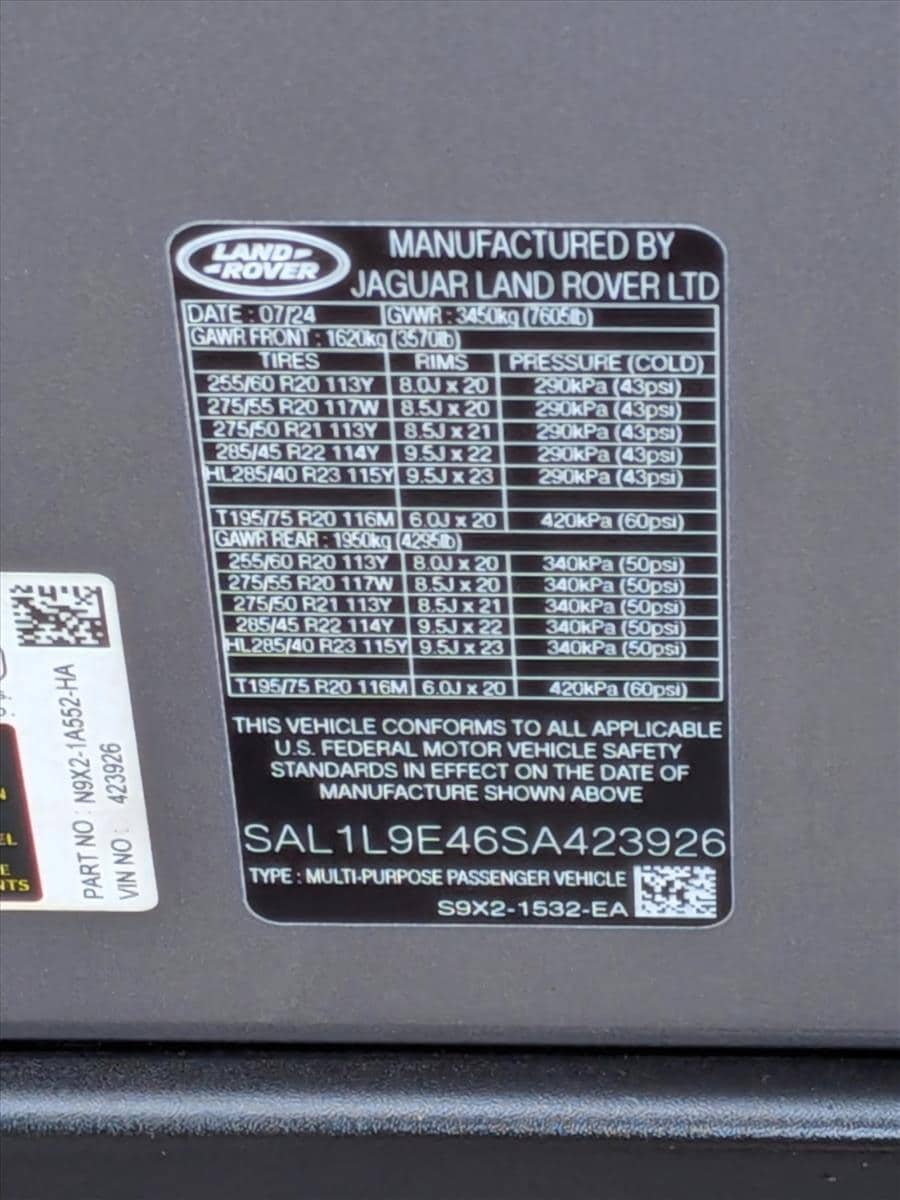 LAND-
-ROVER
MANUFACTURED BY
JAGUAR LAND ROVER LTD
DATE : 07/24 GVWR : 3450kg (7605lb)
GAWR FRONT : 1620kg (3570lb)
TIRES RIMS PRESSURE (COLD)
255/60 R20 113Y 8.0J x 20 290kPa (43psi)
275/55 R20 117W 8.5J x 20 290kPa (43psi)
275/50 R21 113Y 8.5J x 21 290kPa (43psi)
285/45 R22 114Y 9.5J x 22 290kPa (43psi)
HL285/40 R23 115Y 9.5J x 23 290kPa (43psi)
T195/75 R20 116M 6.0J x 20 420kPa (60psi)
GAWR REAR : 1950kg (4295lb)
255/60 R20 113Y 8.0J x 20 340kPa (50psi)
275/55 R20 117W 8.5J x 20 340kPa (50psi)
275/50 R21 113Y 8.5J x 21 340kPa (50psi)
285/45 R22 114Y 9.5J x 22 340kPa (50psi)
HL285/40 R23 115Y 9.5J x 23 340kPa (50psi)
T195/75 R20 116M 6.0J x 20 420kPa (60psi)
THIS VEHICLE CONFORMS TO ALL APPLICABLE
U.S. FEDERAL MOTOR VEHICLE SAFETY
STANDARDS IN EFFECT ON THE DATE OF
MANUFACTURE SHOWN ABOVE
SAL1L9E46SA423926
TYPE : MULTI-PURPOSE PASSENGER VEHICLE
S9X2-1532-EA
PART NO : N9X2-1A552-HA
VIN NO : 423926